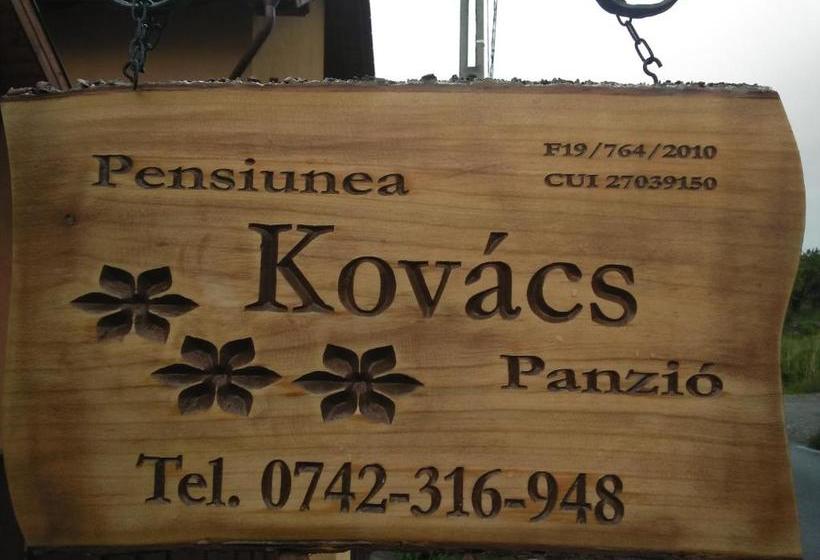 Pensiunea
F19/764/2010
CUI 27039150
Kovács
Panzió
Tel. 0742-316-948